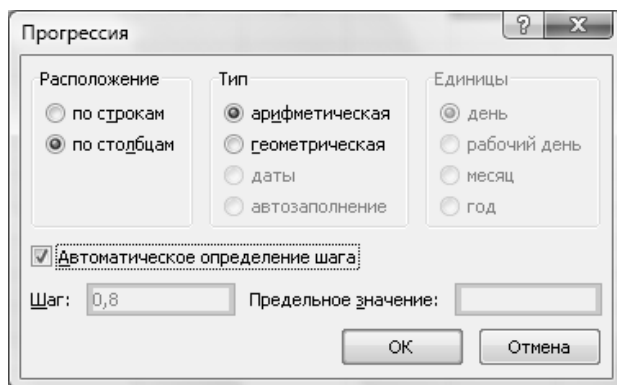 Прогрессия
Расположение
по строкам
по столбцам
Тип
арифметическая
геометрическая
даты
автозаполнение
Единицы
день
рабочий день
месяц
год
Автоматическое определение шага
Шаг: 0,8 Предельное значение:
ОК Отмена